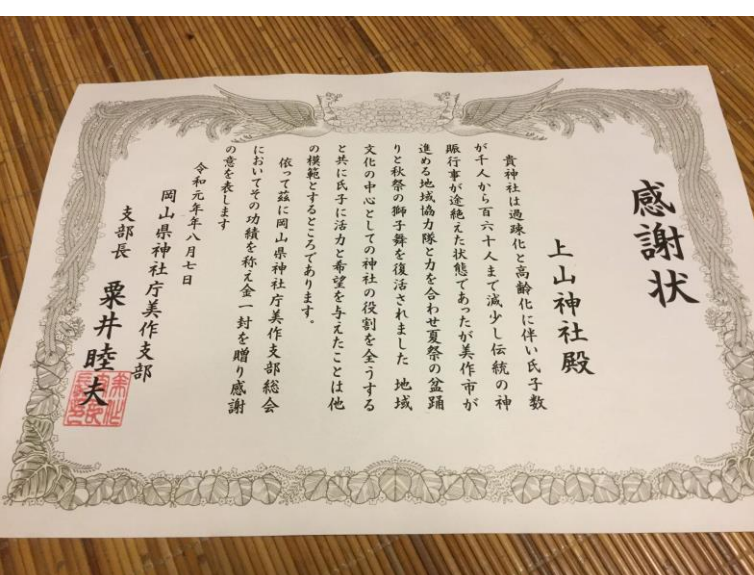 感謝状
上山神社殿
貴神社は過疎化と高齢化に伴い氏子数
が千人から百六十人まで減少し伝統の神
賑行事が途絶えた状態であったが美作市が
進める地域協力隊と力を合わせ夏祭の盆踊
りと秋祭の獅子舞を復活されました 地域
文化の中心としての神社の役割を全うする
と共に氏子に活力と希望を与えたことは他
の模範とするところであります。
依って茲に岡山県神社庁美作支部総会
においてその功績を称え金一封を贈り感謝
の意を表します
令和元年八月七日
岡山県神社庁美作支部
支部長 粟井睦夫